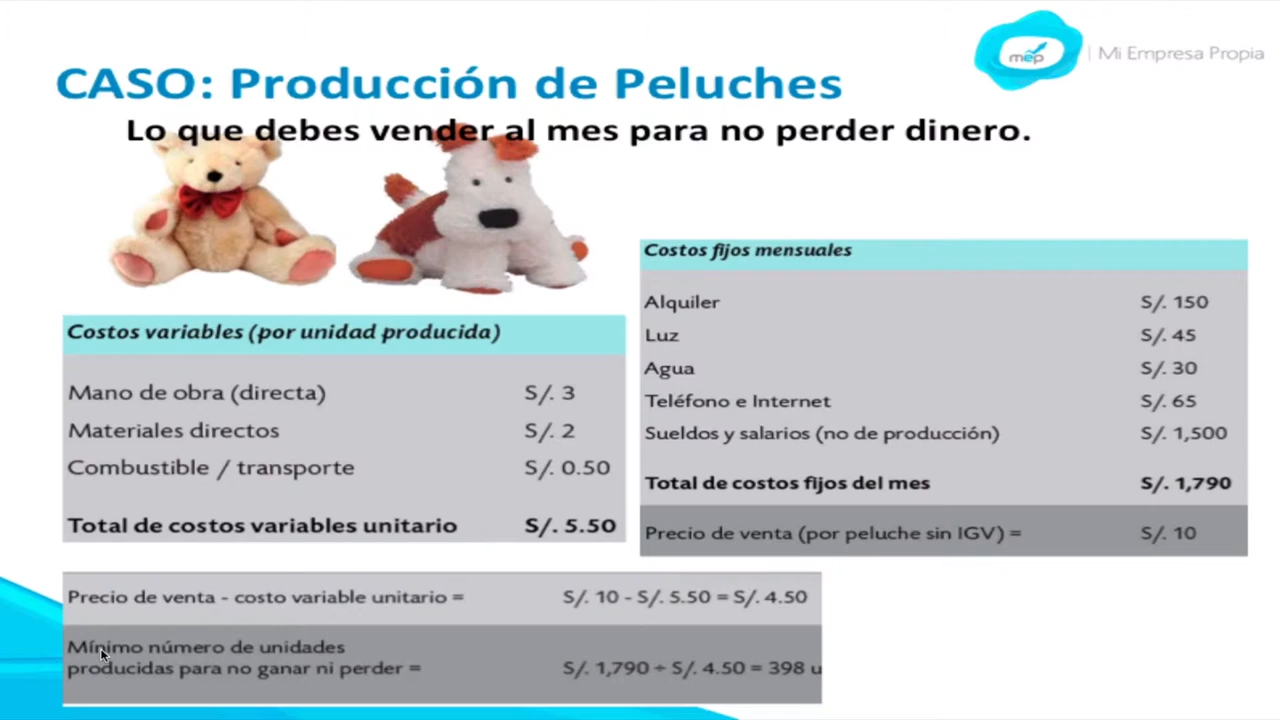 mep | Mi Empresa Propia
CASO: Producción de Peluches
Lo que debes vender al mes para no perder dinero.
Costos variables (por unidad producida)
Mano de obra (directa) S/. 3
Materiales directos S/. 2
Combustible / transporte S/. 0.50
Total de costos variables unitario S/. 5.50
Costos fijos mensuales
Alquiler S/. 150
Luz S/. 45
Agua S/. 30
Teléfono e Internet S/. 65
Sueldos y salarios (no de producción) S/. 1,500
Total de costos fijos del mes S/. 1,790
Precio de venta (por peluche sin IGV) = S/. 10
Precio de venta - costo variable unitario = S/. 10 - S/. 5.50 = S/. 4.50
Mínimo número de unidades
producidas para no ganar ni perder = S/. 1,790 ÷ S/. 4.50 = 398 u